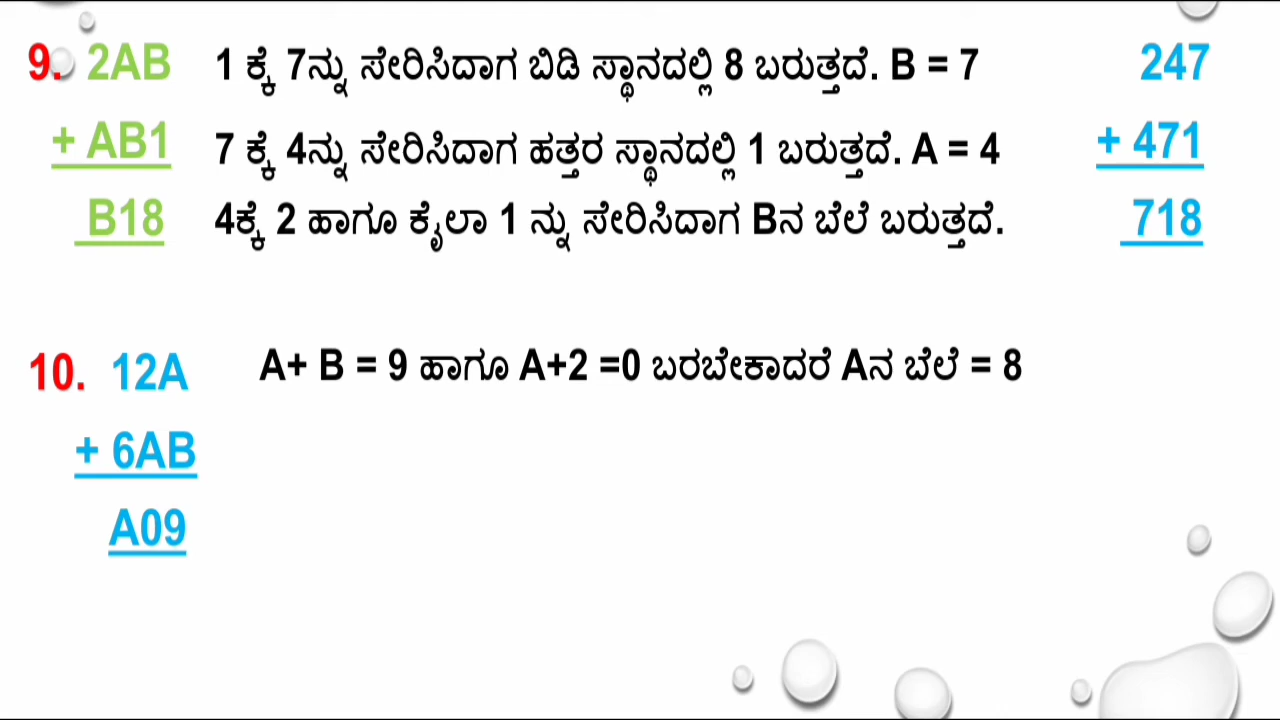 9. 2AB 1 ಕ್ಕೆ 7ನ್ನು ಸೇರಿಸಿದಾಗ ಬಿಡಿ ಸ್ಥಾನದಲ್ಲಿ 8 ಬರುತ್ತದೆ. B = 7 247
+ AB1 7 ಕ್ಕೆ 4ನ್ನು ಸೇರಿಸಿದಾಗ ಹತ್ತರ ಸ್ಥಾನದಲ್ಲಿ 1 ಬರುತ್ತದೆ. A = 4 + 471
B18 4ಕ್ಕೆ 2 ಹಾಗೂ ಕೈಲಾ 1 ನ್ನು ಸೇರಿಸಿದಾಗ Bನ ಬೆಲೆ ಬರುತ್ತದೆ. 718
10. 12A A+ B = 9 ಹಾಗೂ A+2 =0 ಬರಬೇಕಾದರೆ Aನ ಬೆಲೆ = 8
+ 6AB
A09